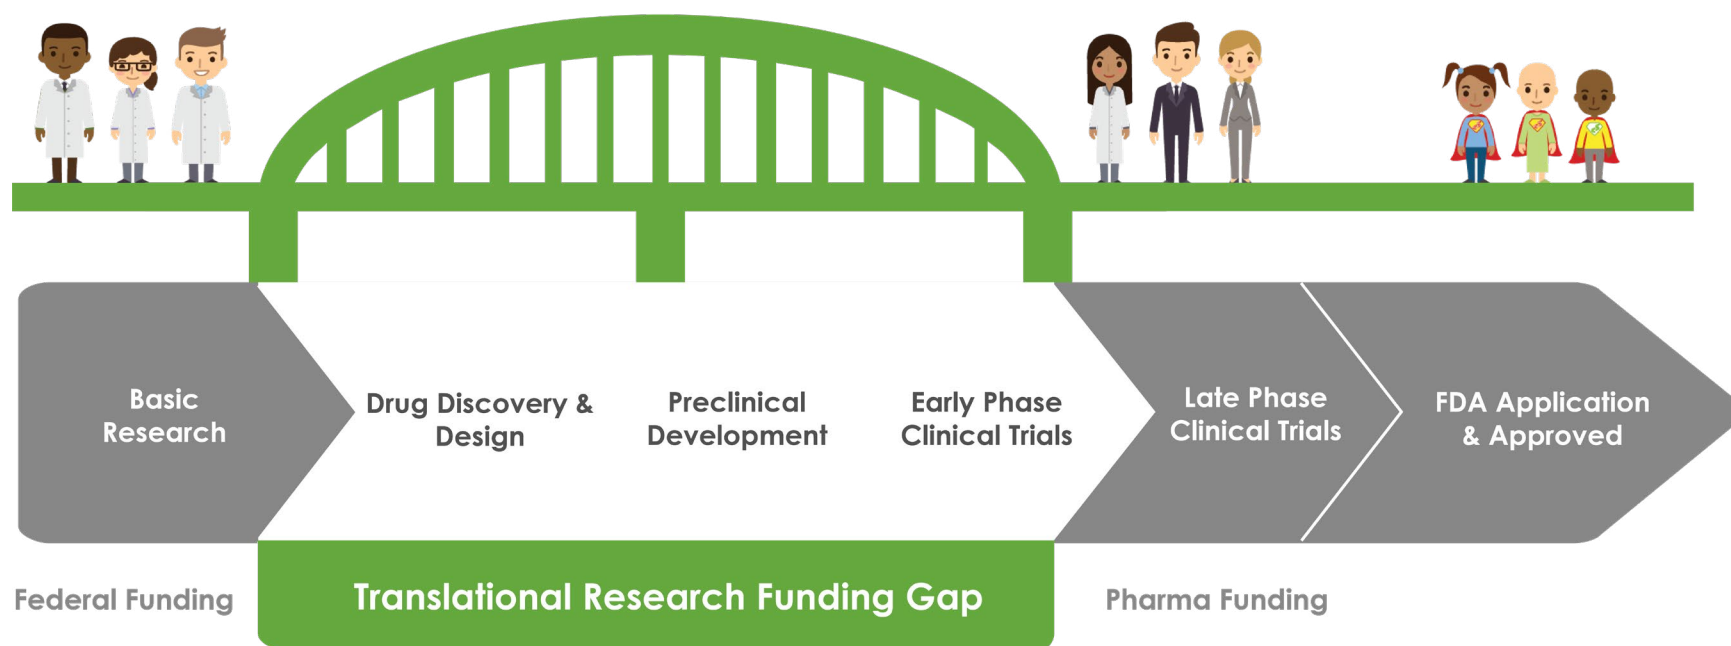 Basic
Research
Drug Discovery &
Design
Preclinical
Development
Early Phase
Clinical Trials
Late Phase
Clinical Trials
FDA Application
& Approved
Federal Funding
Translational Research Funding Gap
Pharma Funding